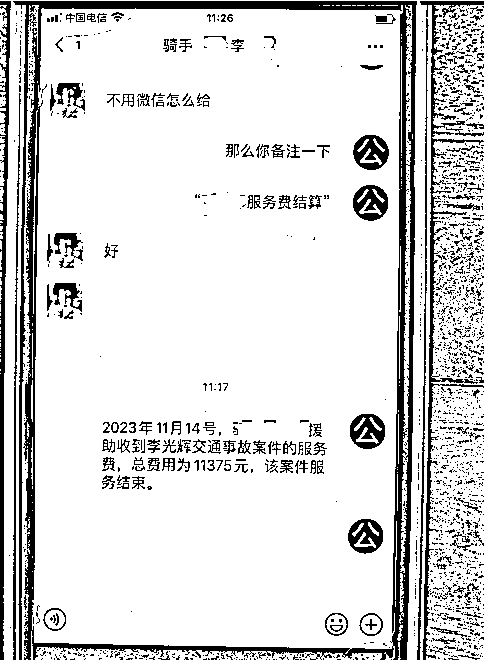 中国电信
11:26
1
骑手 李
不用微信怎么给
那么你备注一下
“ 服务费结算”
好
11:17
2023年11月14号， 援
助收到李光辉交通事故案件的服务
费，总费用为11375元，该案件服
务结束。
公
公
公
公